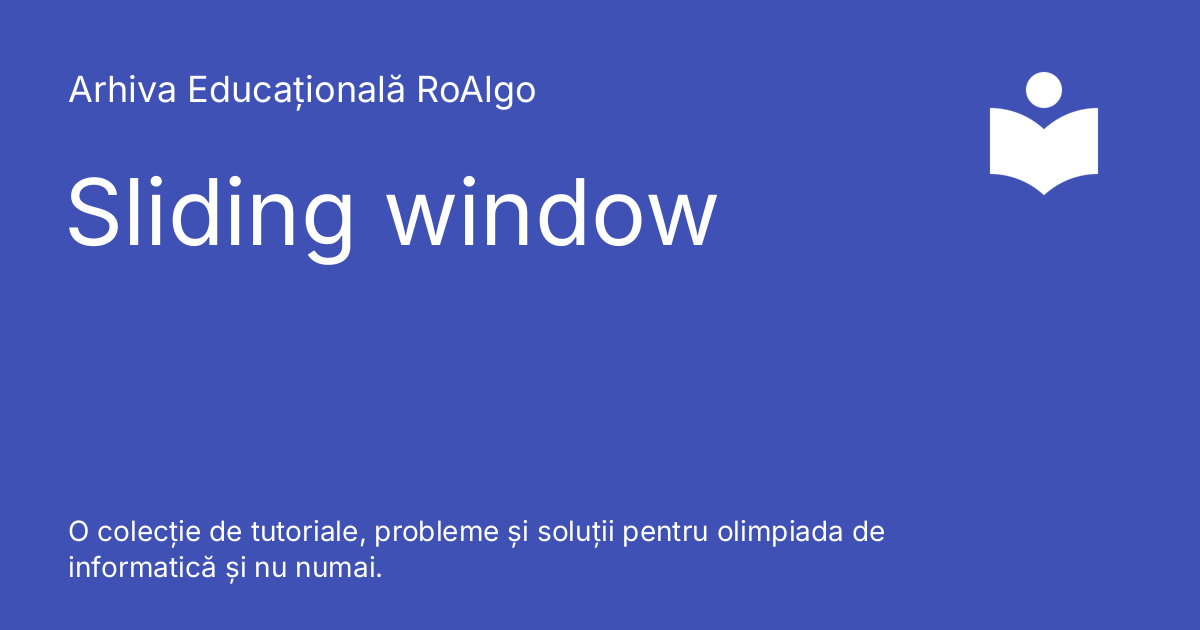 Arhiva Educațională RoAlgo
Sliding window
O colecție de tutoriale, probleme și soluții pentru olimpiada de
informatică și nu numai.